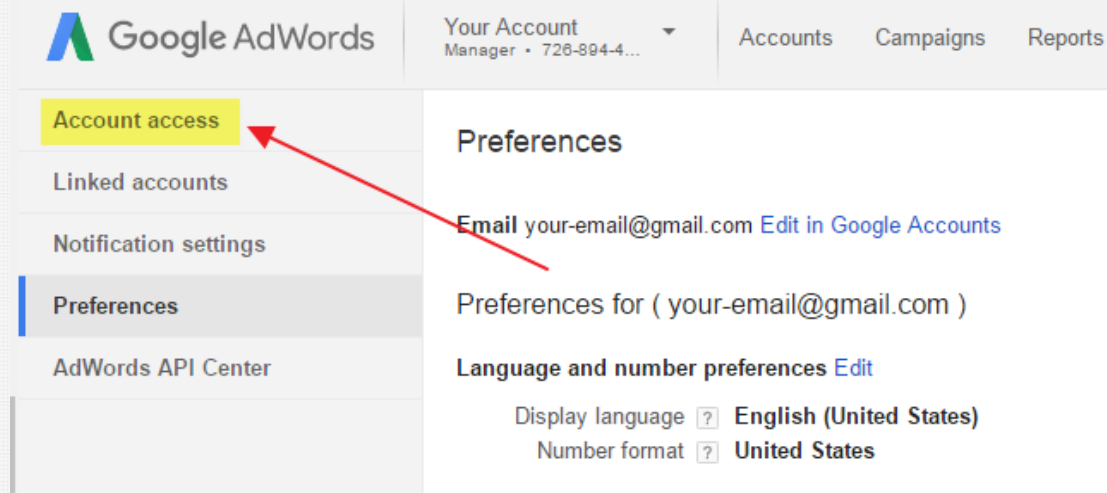 Google AdWords
Your Account
Manager • 726-894-4...
Accounts Campaigns Reports
Account access
Linked accounts
Notification settings
Preferences
AdWords API Center
Preferences
Email your-email@gmail.com Edit in Google Accounts
Preferences for ( your-email@gmail.com )
Language and number preferences Edit
Display language ? English (United States)
Number format ? United States